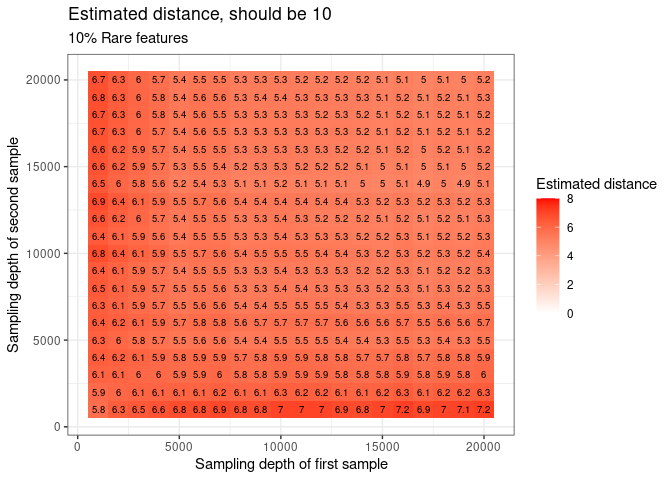 Estimated distance, should be 10
10% Rare features
20000
6.7 6.3 6 5.7 5.4 5.5 5.5 5.3 5.3 5.3 5.2 5.2 5.2 5.2 5.1 5.1 5 5.1 5 5.2
6.8 6.3 6 5.8 5.4 5.6 5.6 5.3 5.4 5.4 5.3 5.3 5.3 5.2 5.1 5.2 5.1 5.2 5.1 5.3
6.7 6.3 6 5.8 5.4 5.6 5.5 5.3 5.3 5.3 5.3 5.3 5.3 5.2 5.1 5.2 5.1 5.2 5.1 5.2
6.7 6.3 6 5.7 5.4 5.5 5.5 5.3 5.3 5.3 5.3 5.3 5.3 5.2 5.1 5.2 5.1 5.2 5.1 5.2
6.6 6.2 5.9 5.7 5.4 5.5 5.5 5.3 5.3 5.3 5.2 5.2 5.2 5.2 5.1 5.2 5 5.2 5.1 5.2
15000
6.6 6.2 5.9 5.7 5.3 5.5 5.4 5.2 5.3 5.3 5.2 5.2 5.2 5.1 5 5.1 5 5.1 5 5.2
6.5 6 5.8 5.6 5.2 5.4 5.3 5.1 5.1 5.2 5.1 5.1 5.1 5 5 5.1 4.9 5 4.9 5.1
6.9 6.4 6.1 5.9 5.5 5.7 5.6 5.4 5.4 5.4 5.4 5.4 5.4 5.3 5.2 5.3 5.2 5.3 5.2 5.3
6.6 6.2 6 5.7 5.4 5.5 5.5 5.3 5.3 5.3 5.3 5.3 5.3 5.2 5.1 5.2 5.1 5.2 5.1 5.3
6.4 6.1 5.9 5.6 5.4 5.5 5.5 5.3 5.3 5.3 5.3 5.3 5.3 5.2 5.1 5.2 5.1 5.2 5.2 5.3
10000
6.8 6.4 6.1 5.9 5.5 5.7 5.6 5.4 5.5 5.5 5.4 5.4 5.4 5.3 5.2 5.3 5.2 5.3 5.2 5.4
6.4 6.1 5.9 5.7 5.4 5.5 5.5 5.3 5.4 5.4 5.3 5.3 5.3 5.2 5.2 5.3 5.1 5.2 5.2 5.3
6.5 6.1 5.9 5.7 5.5 5.6 5.5 5.4 5.4 5.4 5.3 5.3 5.3 5.3 5.2 5.3 5.1 5.2 5.2 5.3
6.3 6.1 5.9 5.7 5.5 5.6 5.6 5.4 5.5 5.4 5.5 5.5 5.4 5.4 5.3 5.5 5.3 5.4 5.3 5.5
6.4 6.2 6.1 5.9 5.7 5.8 5.8 5.6 5.7 5.7 5.7 5.7 5.6 5.6 5.6 5.7 5.5 5.6 5.6 5.7
5000
6.3 6 5.8 5.5 5.6 5.6 5.5 5.4 5.5 5.5 5.5 5.5 5.4 5.4 5.3 5.5 5.3 5.4 5.4 5.5
6.4 6.2 6.1 5.9 5.8 5.9 5.9 5.7 5.8 5.9 5.9 5.8 5.8 5.7 5.7 5.8 5.7 5.8 5.8 5.9
6.1 6.1 6 6 5.9 5.9 6 5.8 5.8 5.9 5.9 5.9 5.8 5.8 5.8 5.9 5.8 5.9 5.8 6
5.9 6 6.1 6.1 6.1 6.1 6.2 6.1 6.1 6.2 6.2 6.1 6.1 6.2 6.2 6.3 6.1 6.2 6.2 6.3
5.8 6.3 6.5 6.6 6.8 6.8 6.9 6.8 6.8 7 7 7 6.9 6.8 7 7.2 6.9 7 7.1 7.2
0
Sampling depth of second sample
0 5000 10000 15000 20000
Sampling depth of first sample
Estimated distance
8
6
4
2
0